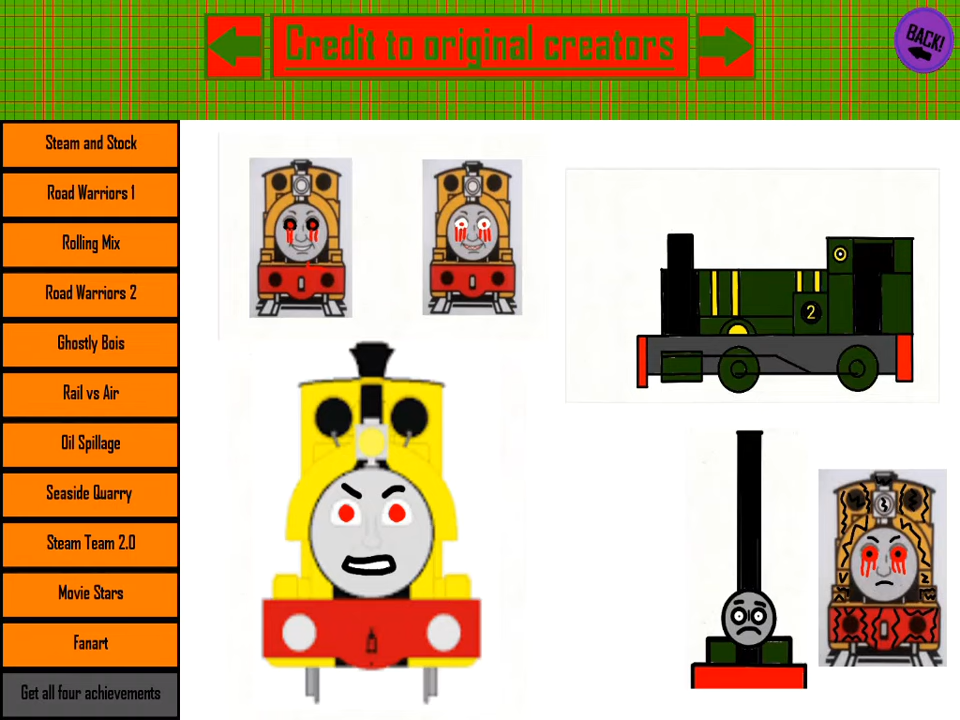 Credit to original creators
BACK!
Steam and Stock
Road Warriors 1
Rolling Mix
Road Warriors 2
Ghostly Bois
Rail vs Air
Oil Spillage
Seaside Quarry
Steam Team 2.0
Movie Stars
Fanart
Get all four achievements
2